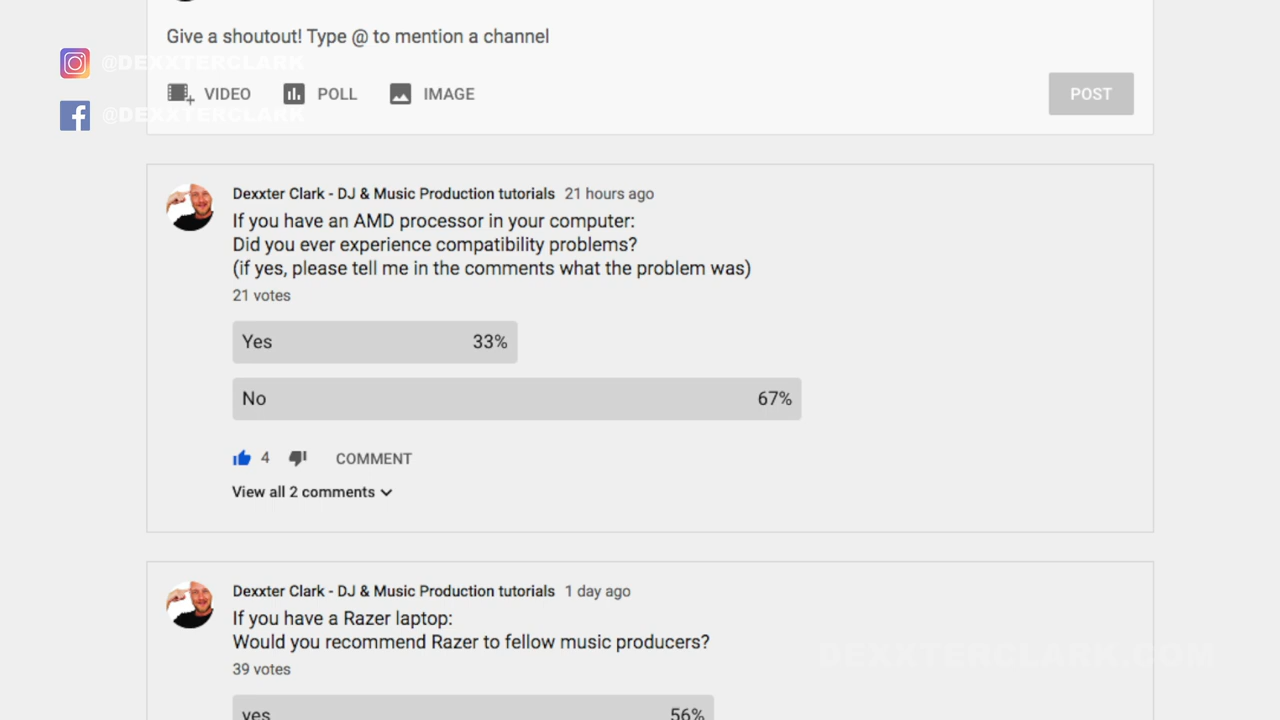 Give a shoutout! Type @ to mention a channel
@DEXXTERCLARK
VIDEO POLL IMAGE POST
@DEXXTERCLARK
Dexxter Clark - DJ & Music Production tutorials 21 hours ago
If you have an AMD processor in your computer:
Did you ever experience compatibility problems?
(if yes, please tell me in the comments what the problem was)
21 votes
Yes 33%
No 67%
4 COMMENT
View all 2 comments
Dexxter Clark - DJ & Music Production tutorials 1 day ago
If you have a Razer laptop:
Would you recommend Razer to fellow music producers?
DEXXTERCLARK.COM
39 votes
yes 56%